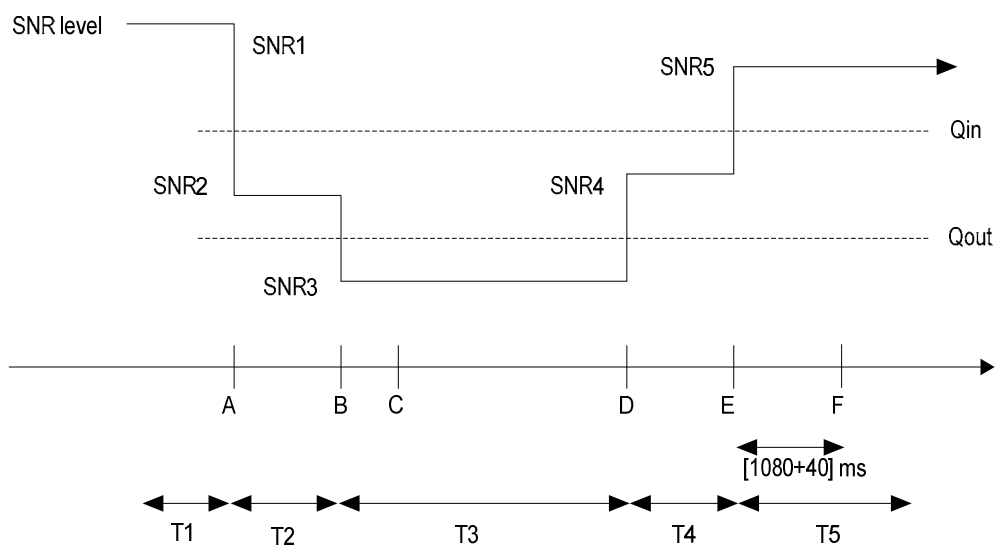 SNR level
SNR1
SNR5
Qin
SNR2
SNR4
Qout
SNR3
A B C D E F
[1080+40] ms
T1 T2 T3 T4 T5